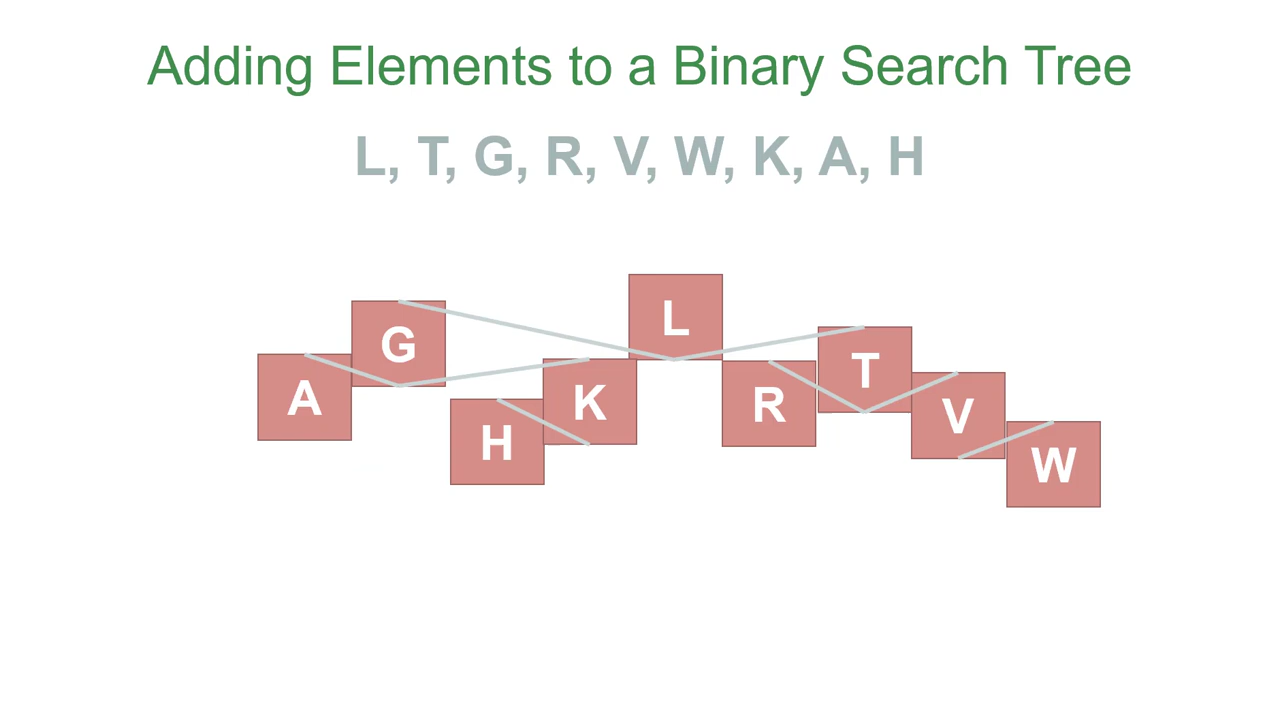 Adding Elements to a Binary Search Tree
L, T, G, R, V, W, K, A, H
L
G
T
A
K
R
V
H
W